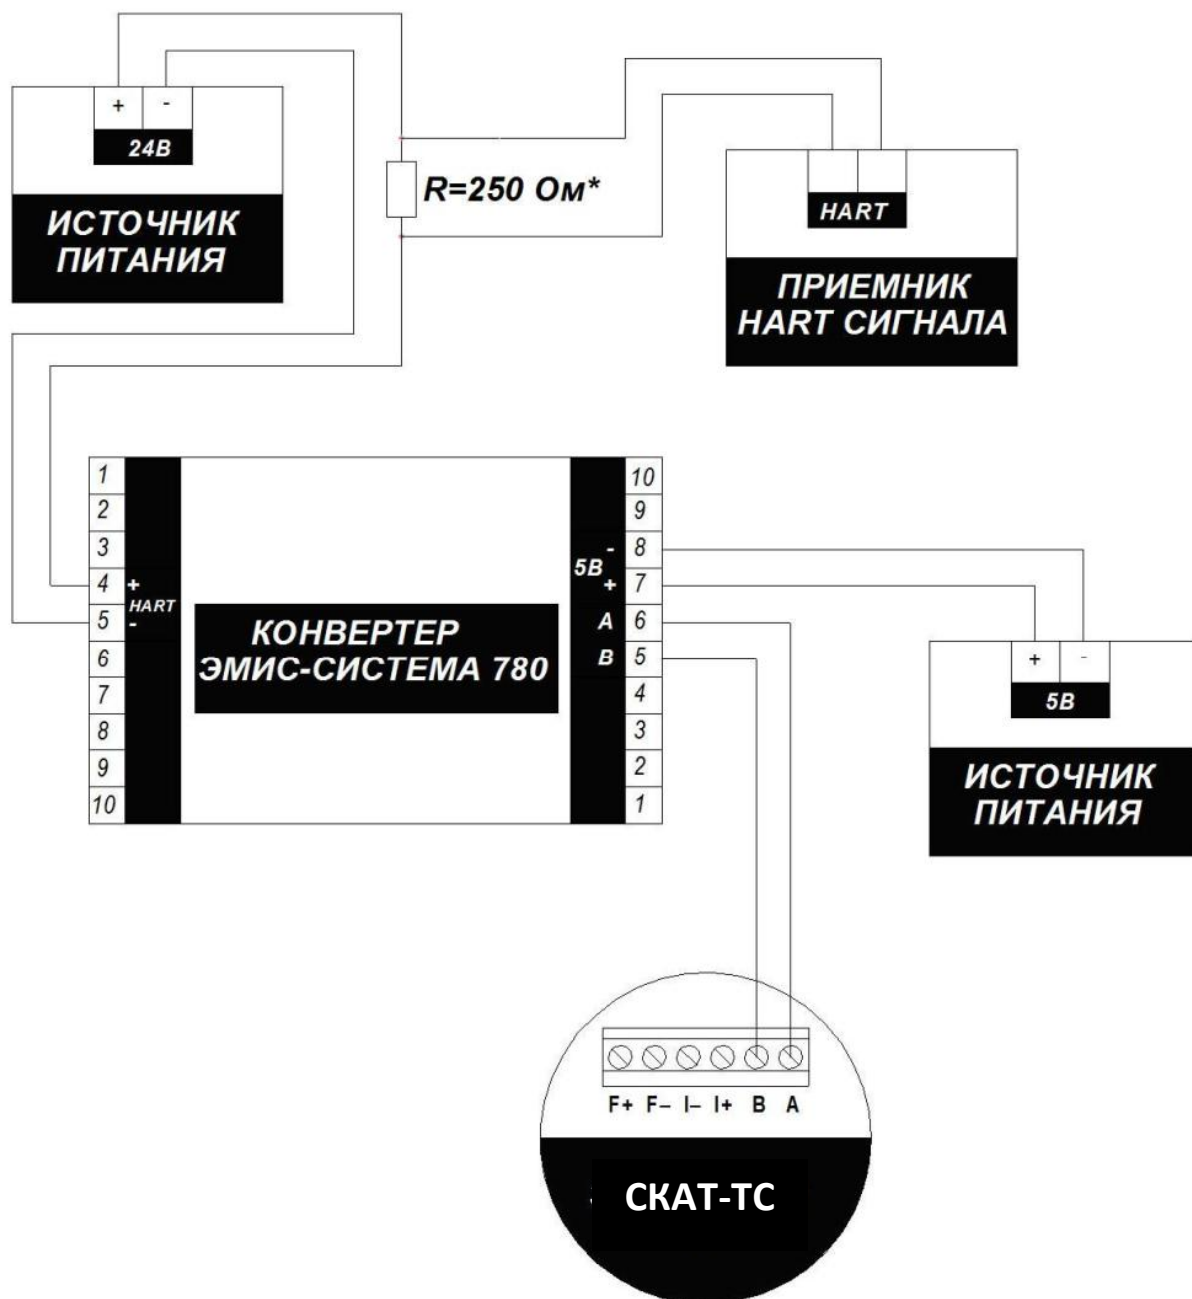 + -
24В
ИСТОЧНИК
ПИТАНИЯ
R=250 Ом*
HART
ПРИЕМНИК
HART СИГНАЛА
1
2
3
4 +
HART
5 -
6
7
8
9
10
КОНВЕРТЕР
ЭМИС-СИСТЕМА 780
10
9
- 8
5В
+ 7
A 6
B 5
4
3
2
1
+ -
5В
ИСТОЧНИК
ПИТАНИЯ
F+ F– I– I+ B A
СКАТ-ТС